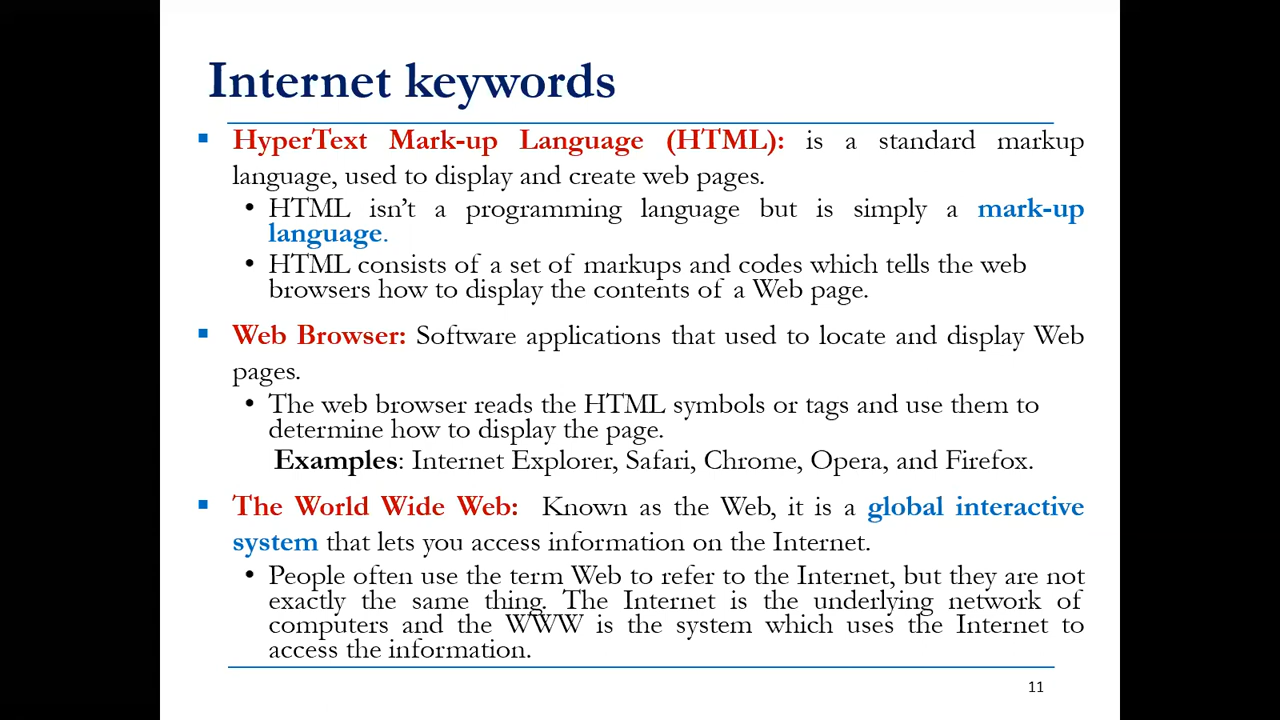 Internet keywords
▪ HyperText Mark-up Language (HTML): is a standard markup
language, used to display and create web pages.
• HTML isn't a programming language but is simply a mark-up
language.
• HTML consists of a set of markups and codes which tells the web
browsers how to display the contents of a Web page.
▪ Web Browser: Software applications that used to locate and display Web
pages.
• The web browser reads the HTML symbols or tags and use them to
determine how to display the page.
Examples: Internet Explorer, Safari, Chrome, Opera, and Firefox.
▪ The World Wide Web: Known as the Web, it is a global interactive
system that lets you access information on the Internet.
• People often use the term Web to refer to the Internet, but they are not
exactly the same thing. The Internet is the underlying network of
computers and the WWW is the system which uses the Internet to
access the information.
11